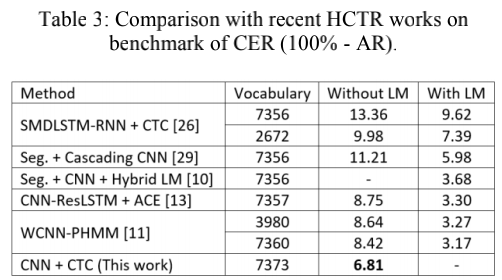 Table 3: Comparison with recent HCTR works on
benchmark of CER (100% - AR).
Method Vocabulary Without LM With LM
SMDLSTM-RNN + CTC [26] 7356 13.36 9.62
2672 9.98 7.39
Seg. + Cascading CNN [29] 7356 11.21 5.98
Seg. + CNN + Hybrid LM [10] 7356 - 3.68
CNN-ResLSTM + ACE [13] 7357 8.75 3.30
WCNN-PHMM [11] 3980 8.64 3.27
7360 8.42 3.17
CNN + CTC (This work) 7373 6.81 -